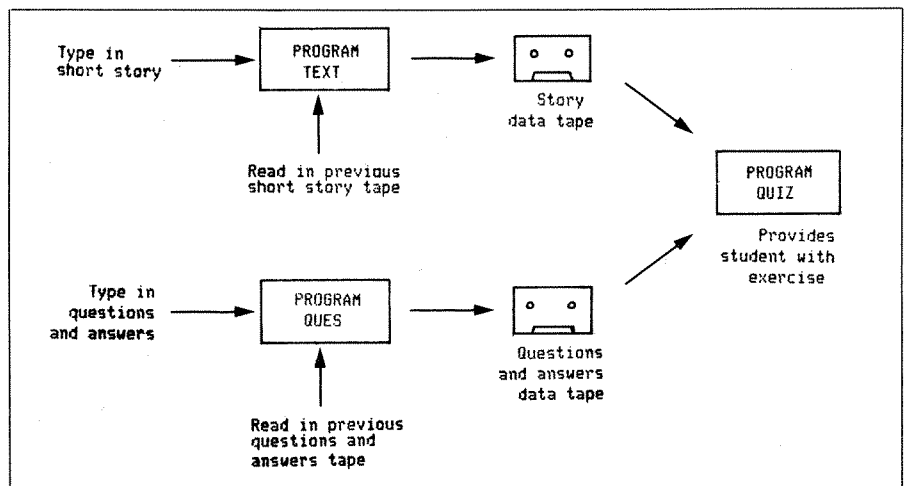 Type in
short story
PROGRAM
TEXT
Story
data tape
Read in previous
short story tape
PROGRAM
QUIZ
Provides
student with
exercise
Type in
questions
and answers
PROGRAM
QUES
Questions
and answers
data tape
Read in previous
questions and
answers tape